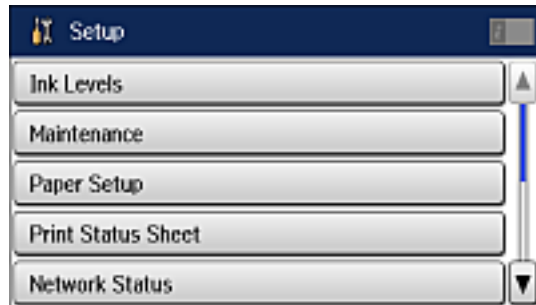 Setup
i
Ink Levels
Maintenance
Paper Setup
Print Status Sheet
Network Status